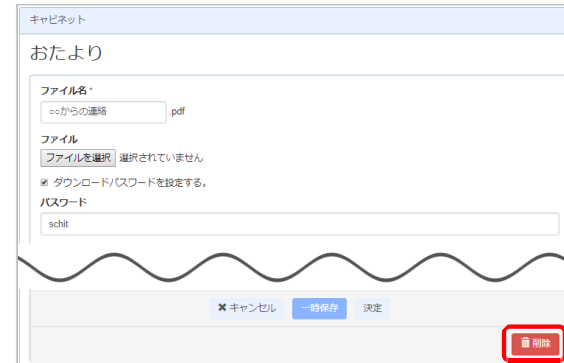 キャビネット
おたより
ファイル名 *
○○からの連絡 .pdf
ファイル
ファイルを選択 選択されていません
ダウンロードパスワードを設定する。
パスワード
schit
キャンセル 一時保存 決定
削除